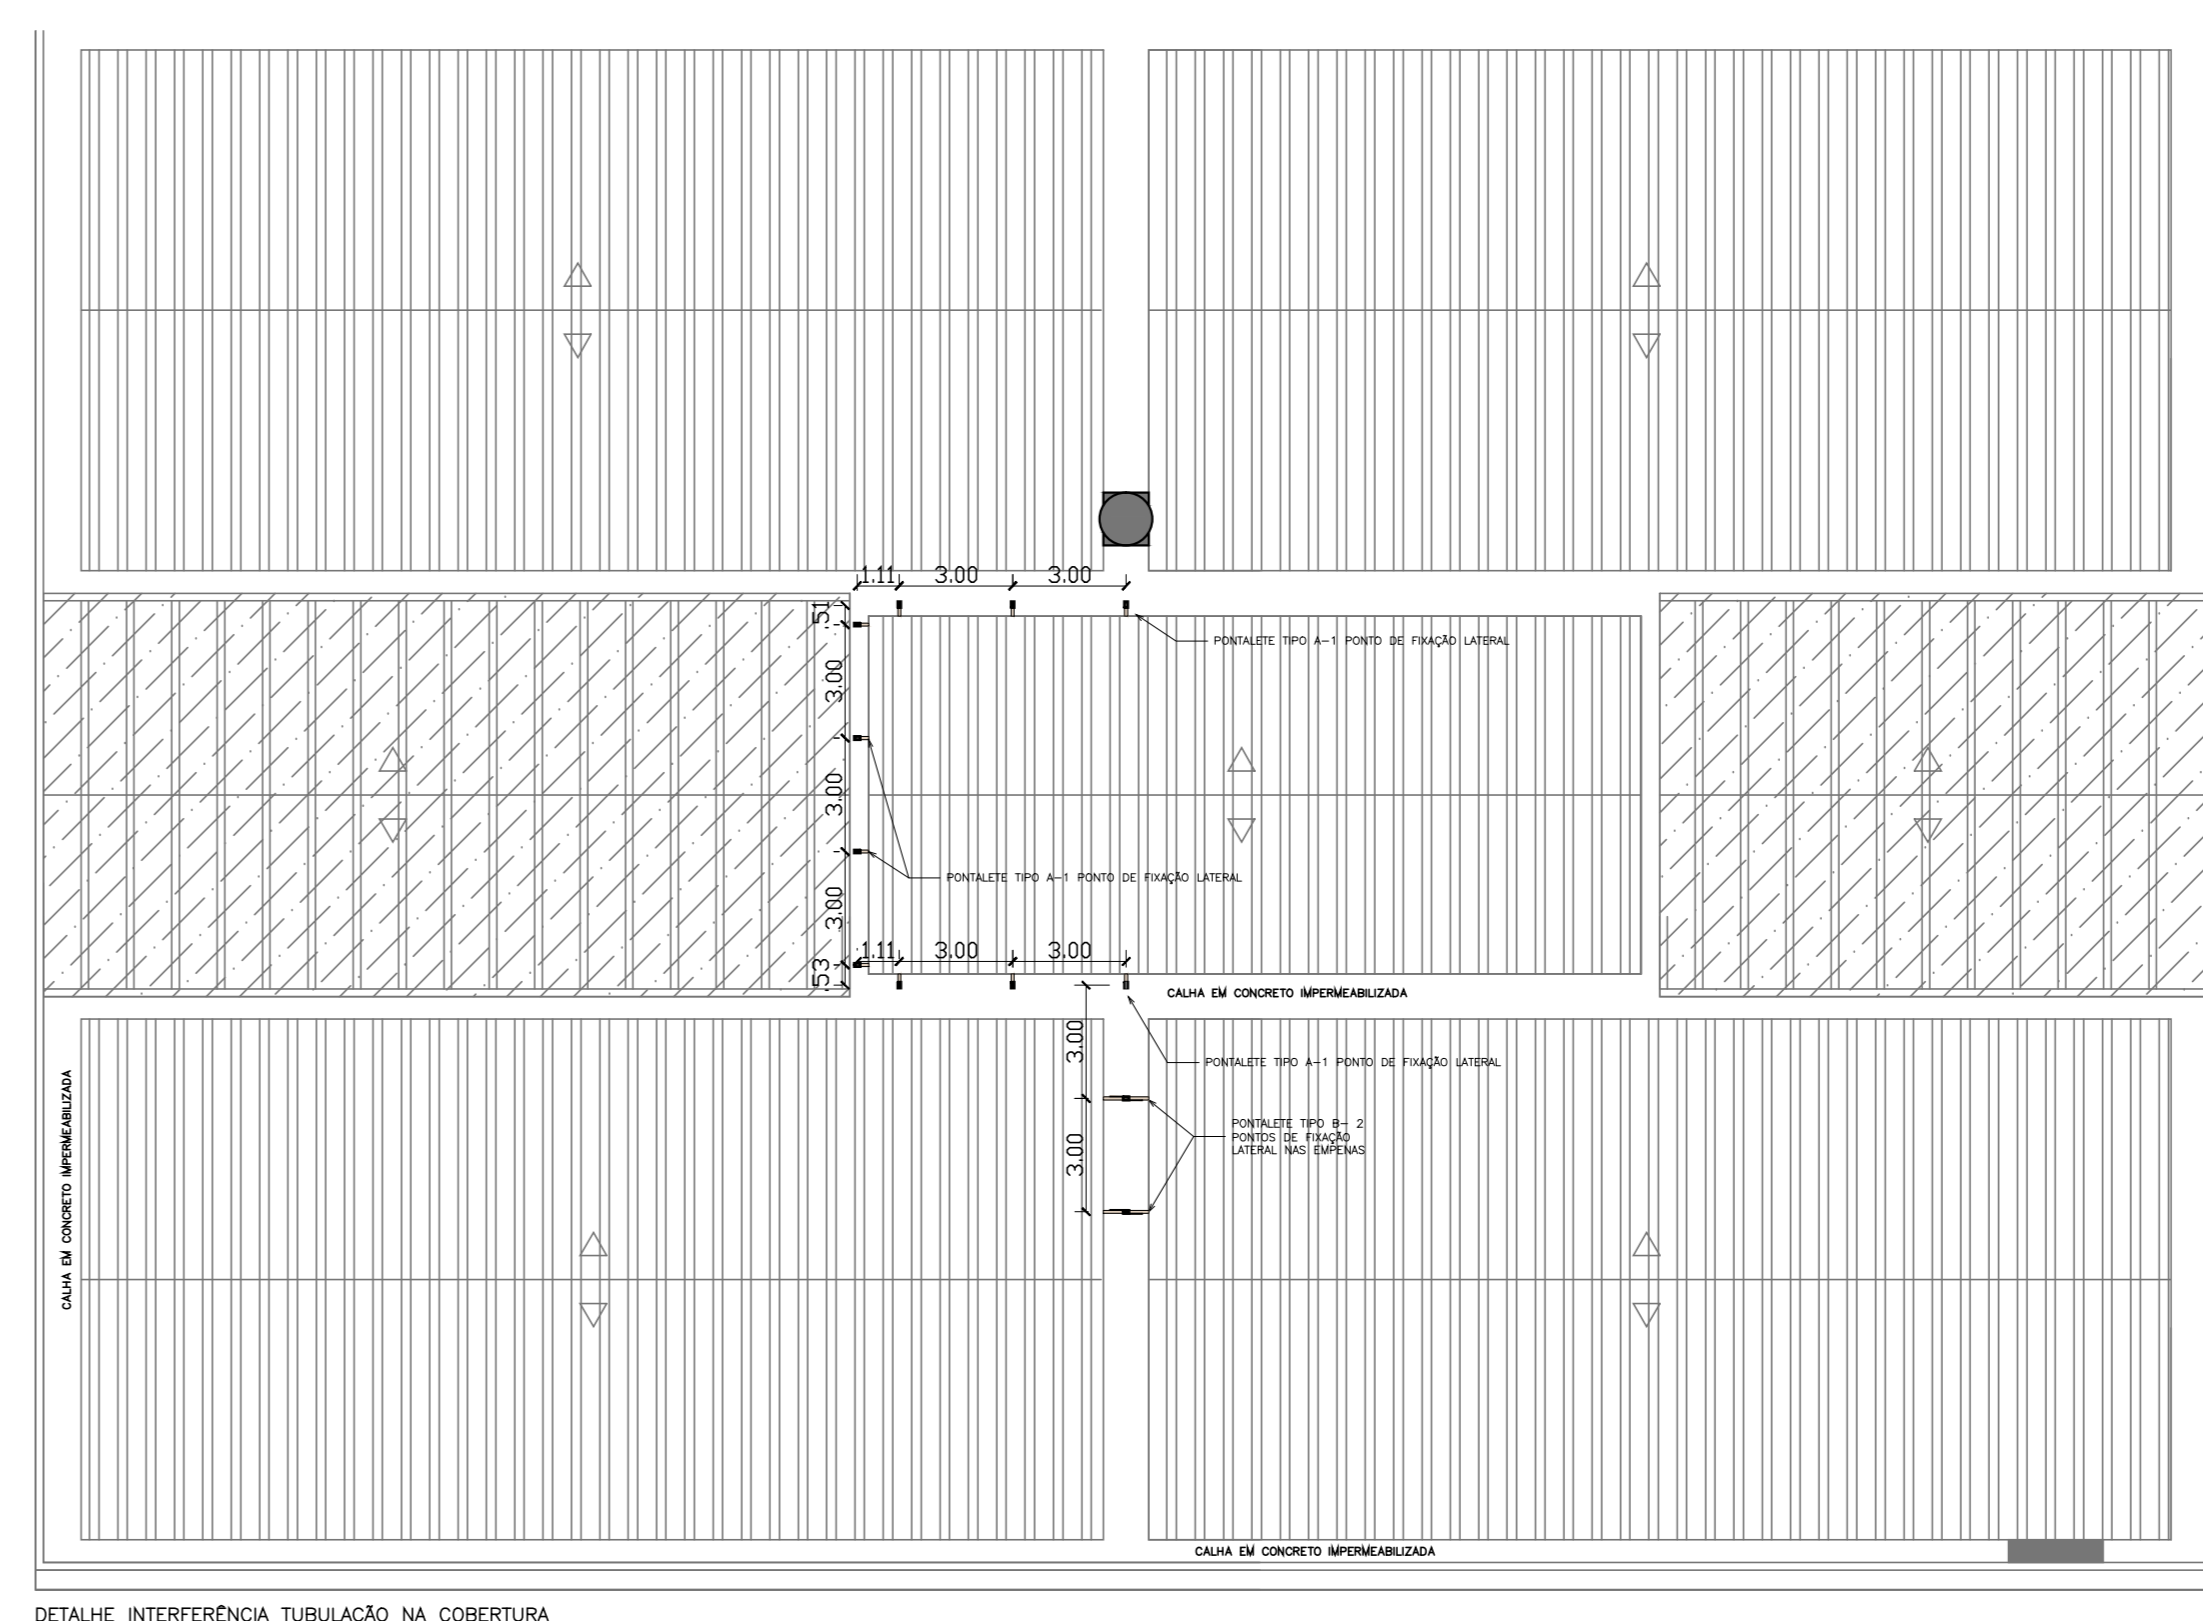 1.11 3.00 3.00
.51
PONTALETE TIPO A-1 PONTO DE FIXAÇÃO LATERAL
3.00
3.00
PONTALETE TIPO A-1 PONTO DE FIXAÇÃO LATERAL
3.00
1.11 3.00 3.00
.53
CALHA EM CONCRETO IMPERMEABILIZADA
3.00
PONTALETE TIPO A-1 PONTO DE FIXAÇÃO LATERAL
CALHA EM CONCRETO IMPERMEABILIZADA
3.00
PONTALETE TIPO B- 2
PONTOS DE FIXAÇÃO
LATERAL NAS EMPENAS
CALHA EM CONCRETO IMPERMEABILIZADA
DETALHE INTERFERÊNCIA TUBULAÇÃO NA COBERTURA